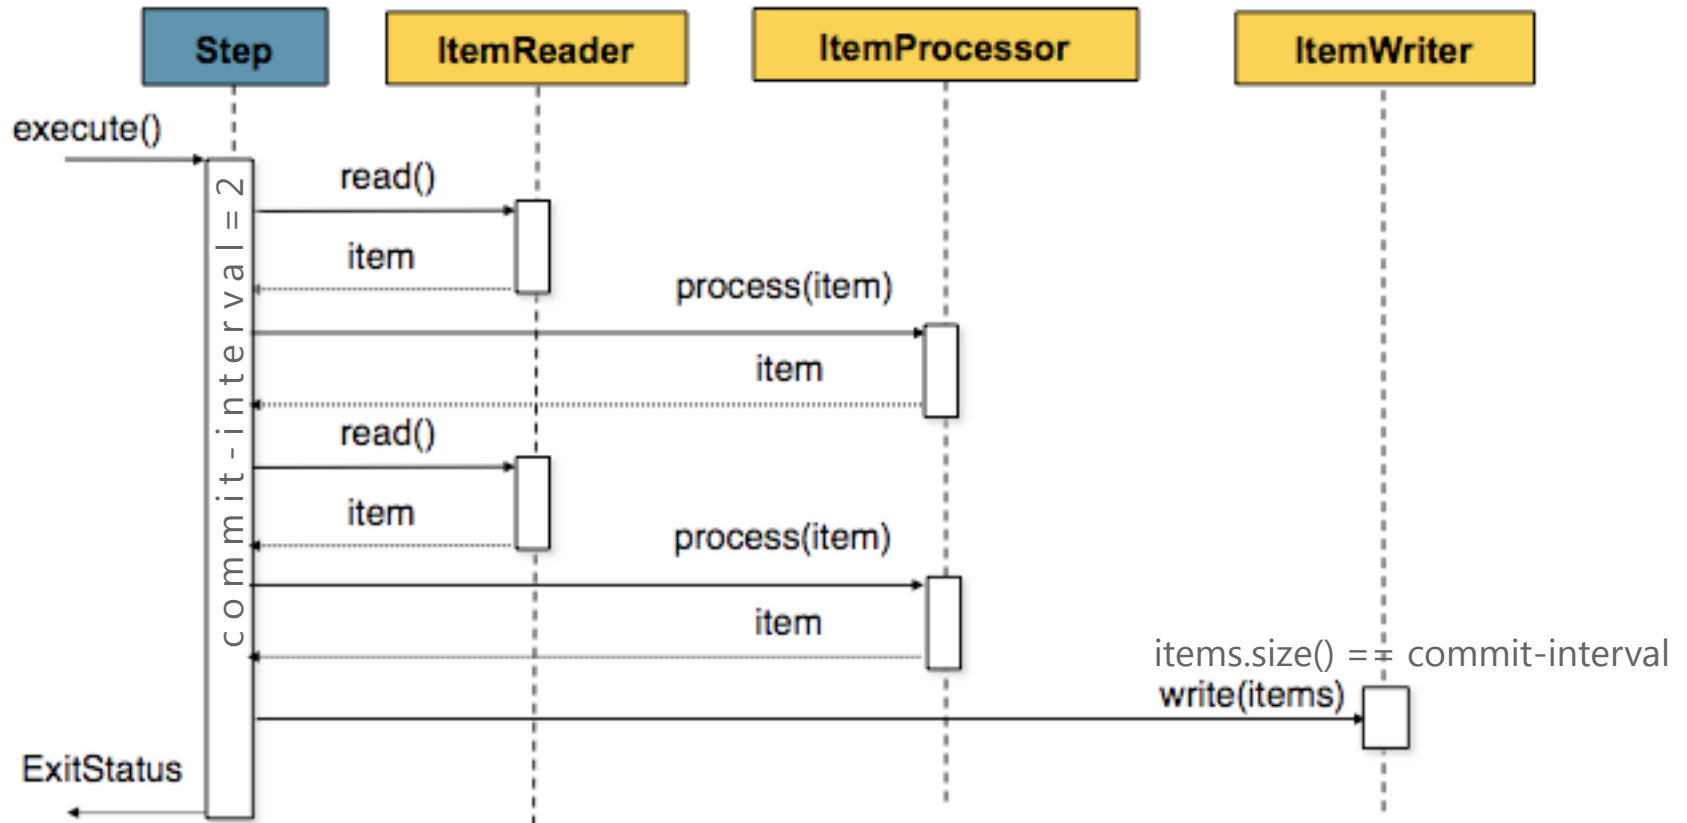 Step
ItemReader
ItemProcessor
ItemWriter
execute()
commit-interval=2
read()
item
process(item)
item
read()
item
process(item)
item
items.size() == commit-interval
write(items)
ExitStatus